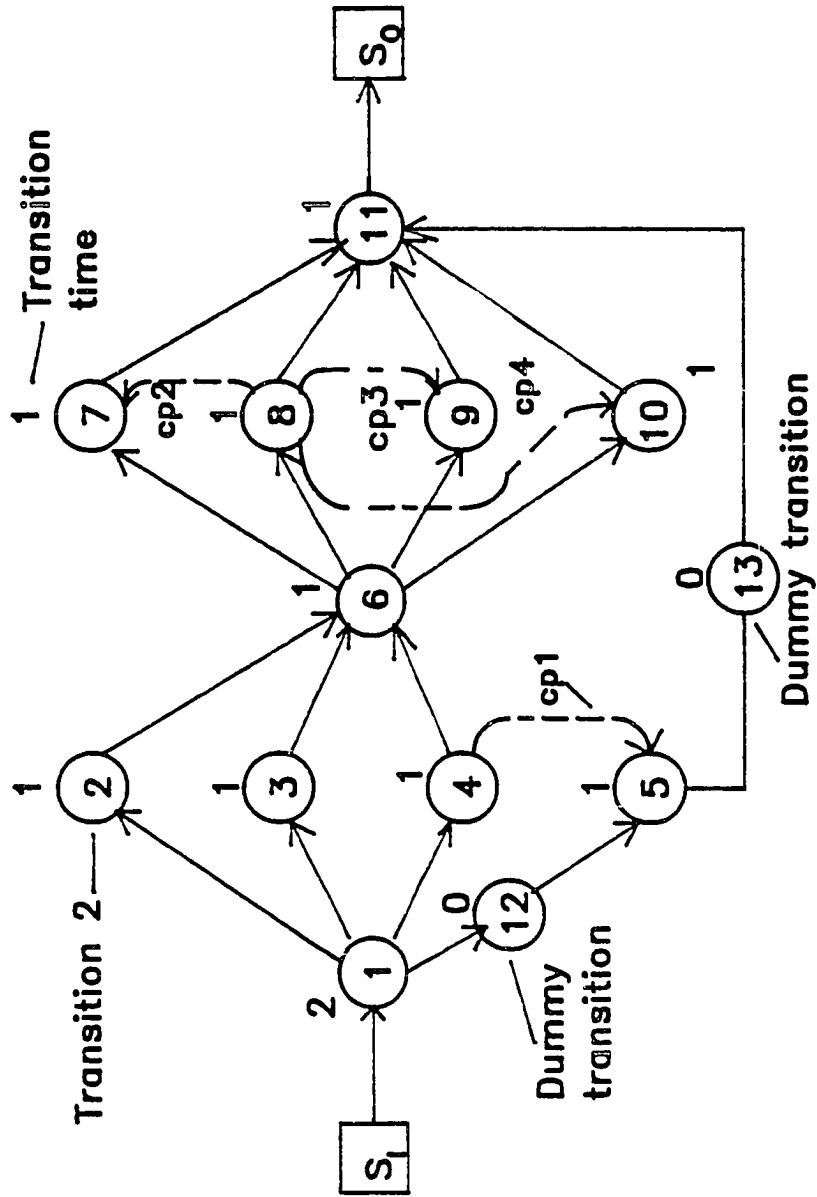 Transition 2
1
2
1
3
1
4
1
5
cp1
S_I
2
1
0
12
Dummy
transition
1
6
0
13
Dummy transition
1
7
Transition
time
cp2
1
8
cp3
1
9
cp4
10
1
1
11
S_O